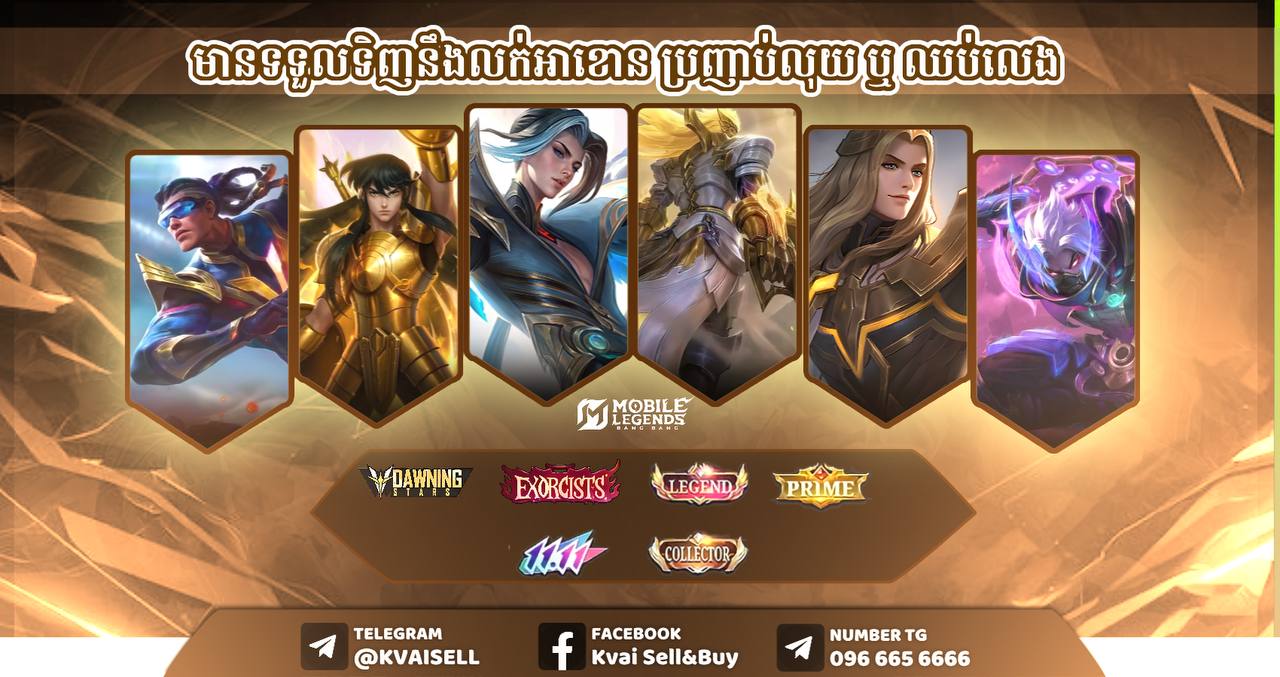 មានទទួលទិញនឹងលក់អាខោន ប្រញាប់លុយ ឬ ឈប់លេង
MOBILE
LEGENDS
BANG BANG
DAWNING
STARS
EXORCISTS
LEGEND
PRIME
11.11
COLLECTOR
TELEGRAM
@KVAISELL
FACEBOOK
Kvai Sell&Buy
NUMBER TG
096 665 6666